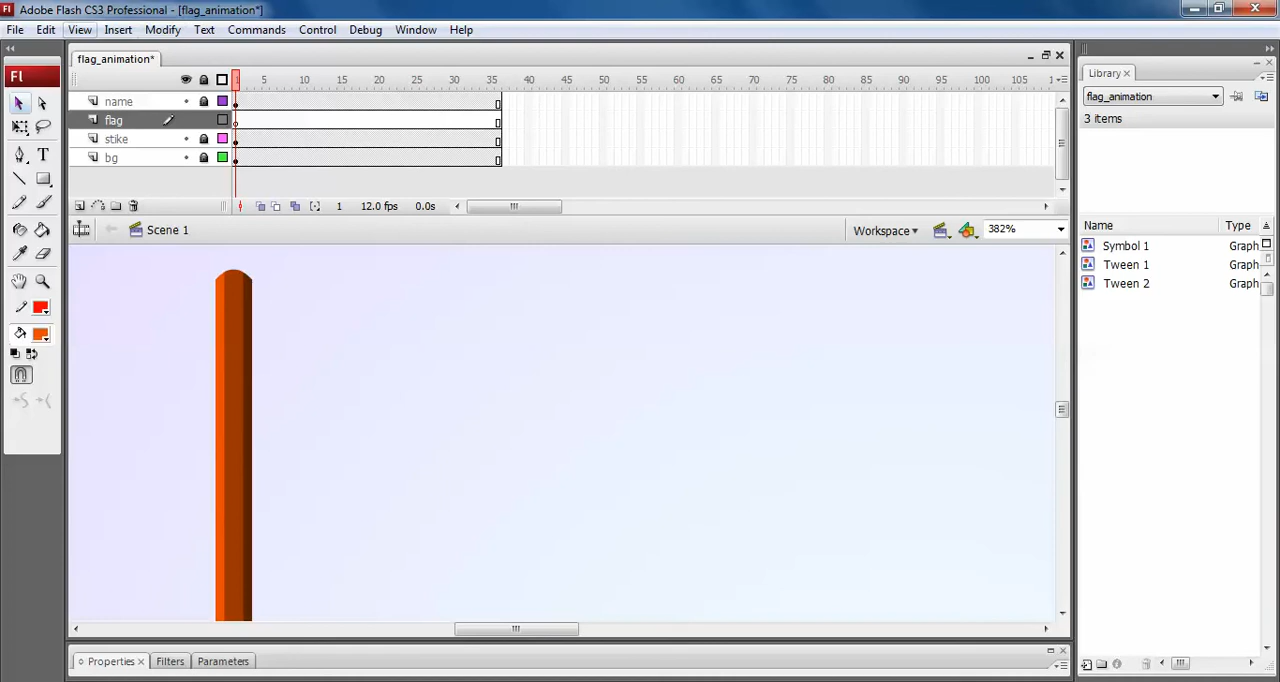 Fl Adobe Flash CS3 Professional - [flag_animation*]
File Edit View Insert Modify Text Commands Control Debug Window Help
flag_animation*
Fl
1 5 10 15 20 25 30 35 40 45 50 55 60 65 70 75 80 85 90 95 100 105 1
name
flag
stike
bg
1 12.0 fps 0.0s
Scene 1
Workspace
382%
Library
flag_animation
3 items
Name Type
Symbol 1 Graph
Tween 1 Graph
Tween 2 Graph
Properties Filters Parameters